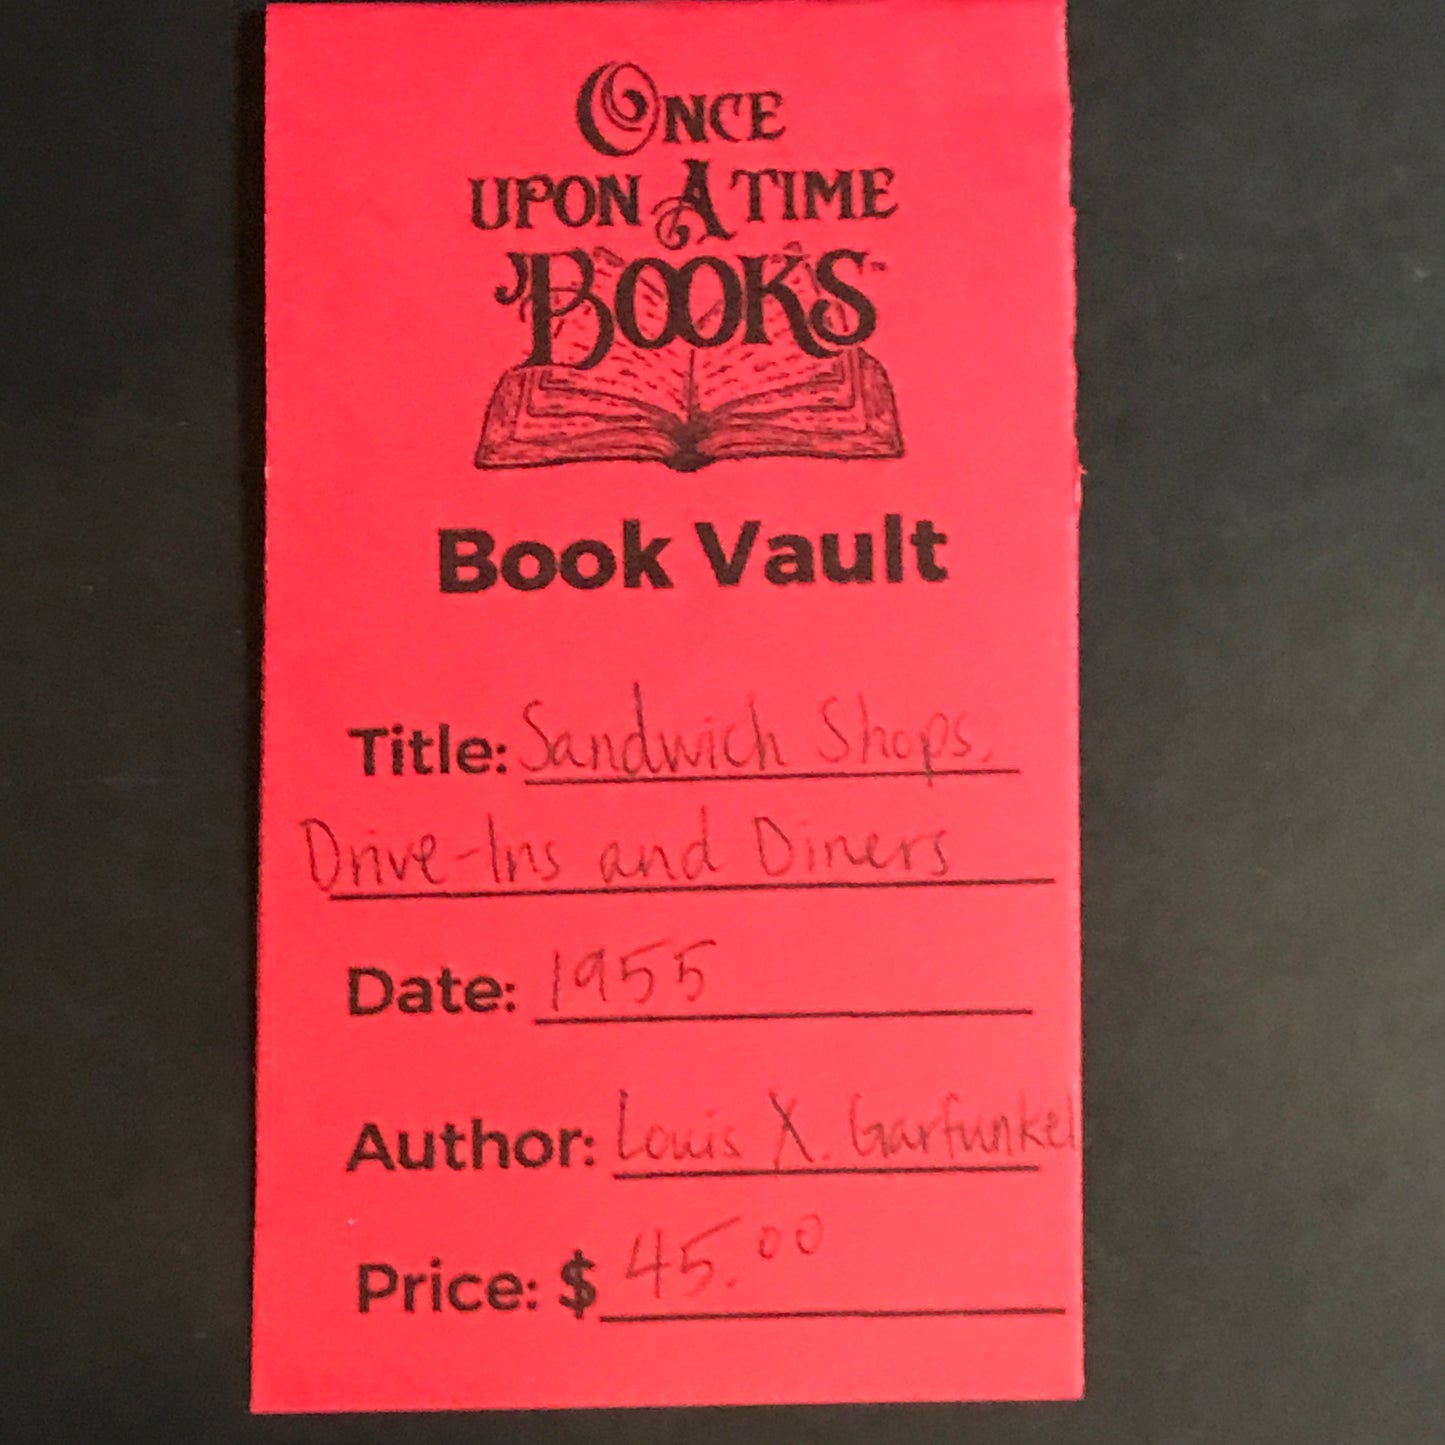 ONCE
UPON A TIME
BOOKS™
Book Vault
Title: Sandwich Shops,
Drive-Ins and Diners
Date: 1955
Author: Louis X. Garfunkel
Price: $ 45.00